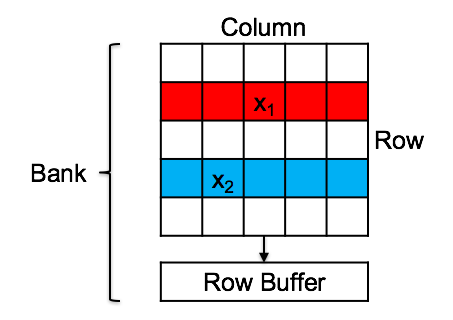 Column
x₁
Row
Bank
x₂
Row Buffer